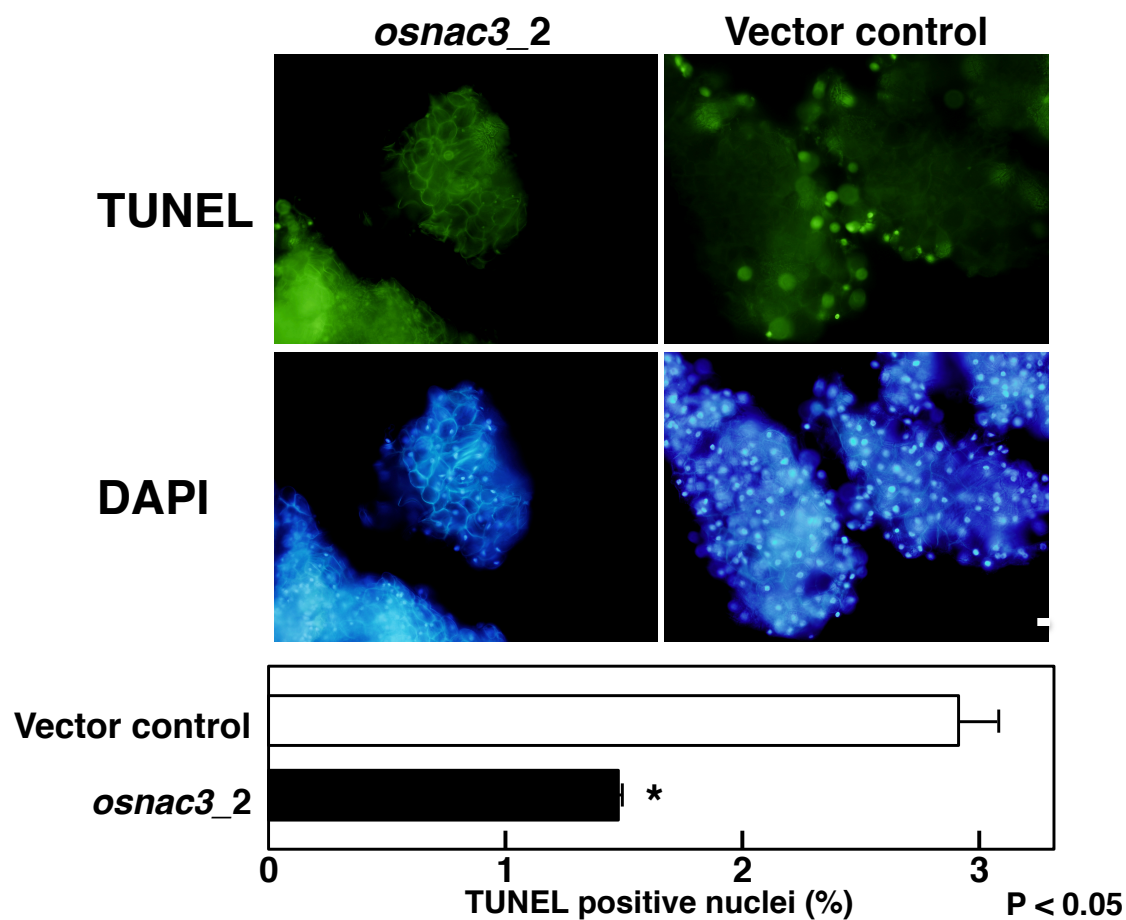 osnac3_2
Vector control
TUNEL
DAPI
Vector control
osnac3_2
*
0 1 2 3
TUNEL positive nuclei (%)
P < 0.05